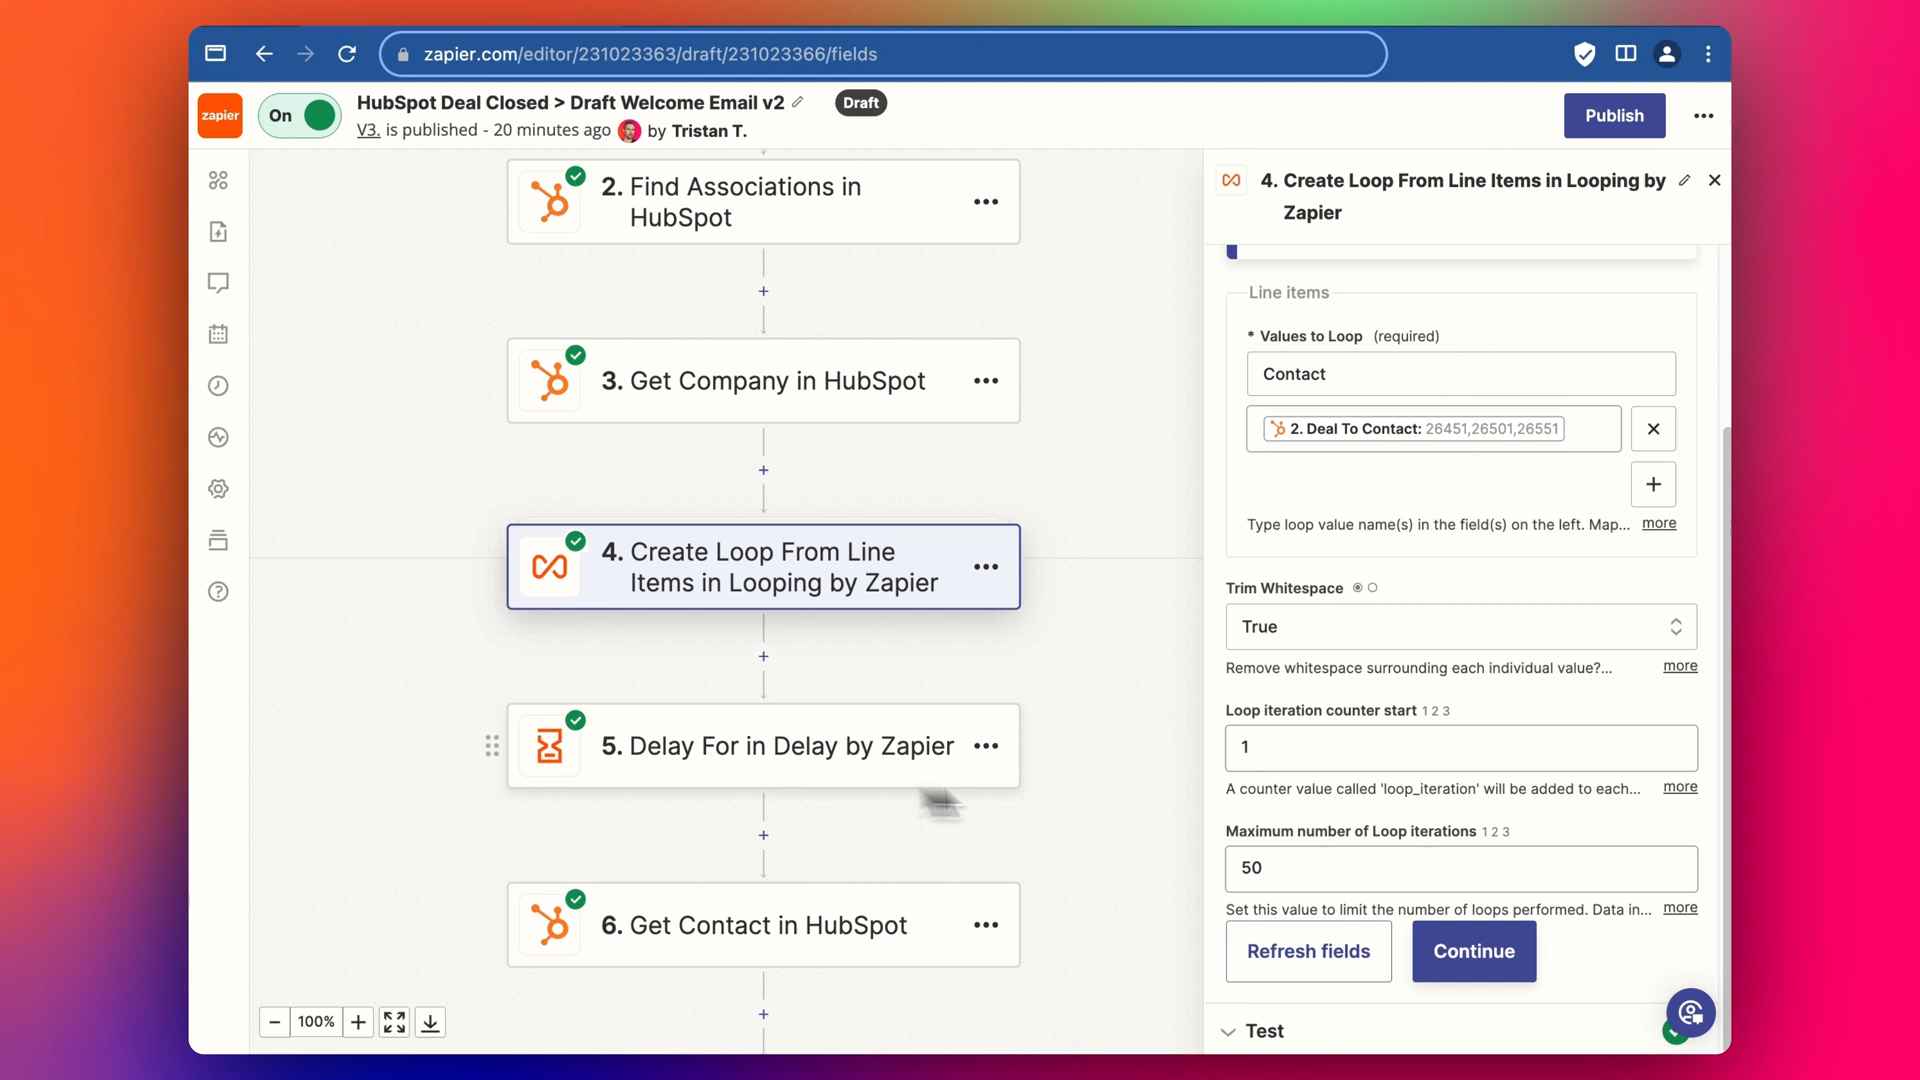 zapier.com/editor/231023363/draft/231023366/fields
zapier
On
HubSpot Deal Closed > Draft Welcome Email v2
Draft
V3. is published - 20 minutes ago by Tristan T.
Publish
2. Find Associations in
HubSpot
3. Get Company in HubSpot
4. Create Loop From Line
Items in Looping by Zapier
5. Delay For in Delay by Zapier
6. Get Contact in HubSpot
100%
4. Create Loop From Line Items in Looping by
Zapier
Line items
* Values to Loop (required)
Contact
2. Deal To Contact: 26451,26501,26551
Type loop value name(s) in the field(s) on the left. Map... more
Trim Whitespace
True
Remove whitespace surrounding each individual value?... more
Loop iteration counter start 1 2 3
1
A counter value called 'loop_iteration' will be added to each... more
Maximum number of Loop iterations 1 2 3
50
Set this value to limit the number of loops performed. Data in... more
Refresh fields
Continue
Test